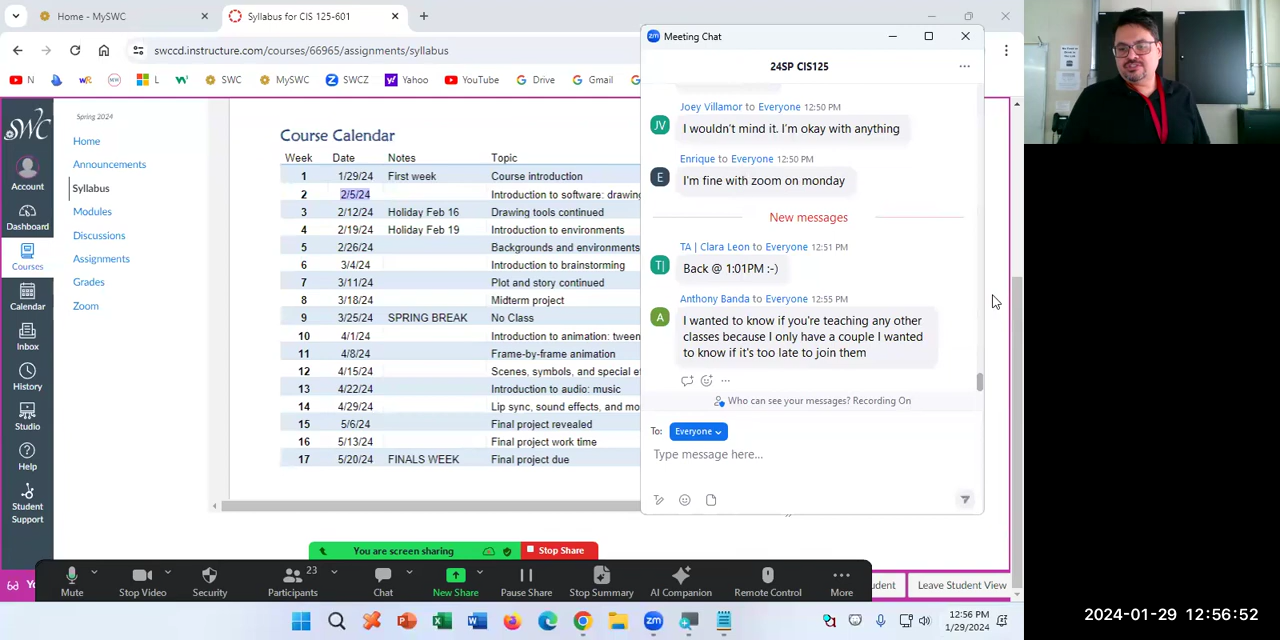 Home - MySWC
Syllabus for CIS 125-601
swccd.instructure.com/courses/66965/assignments/syllabus
N
wR
W
L
SWC
MySWC
SWCZ
Yahoo
YouTube
Drive
Gmail
SWC
Account
Dashboard
Courses
Calendar
Inbox
History
Studio
Help
Student
Support
Spring 2024
Home
Announcements
Syllabus
Modules
Discussions
Assignments
Grades
Zoom
Course Calendar
Week Date Notes Topic
1 1/29/24 First week Course introduction
2 2/5/24 Introduction to software: drawing
3 2/12/24 Holiday Feb 16 Drawing tools continued
4 2/19/24 Holiday Feb 19 Introduction to environments
5 2/26/24 Backgrounds and environments
6 3/4/24 Introduction to brainstorming
7 3/11/24 Plot and story continued
8 3/18/24 Midterm project
9 3/25/24 SPRING BREAK No Class
10 4/1/24 Introduction to animation: tween
11 4/8/24 Frame-by-frame animation
12 4/15/24 Scenes, symbols, and special ef
13 4/22/24 Introduction to audio: music
14 4/29/24 Lip sync, sound effects, and mo
15 5/6/24 Final project revealed
16 5/13/24 Final project work time
17 5/20/24 FINALS WEEK Final project due
zm Meeting Chat
24SP CIS125
Joey Villamor to Everyone 12:50 PM
JV I wouldn't mind it. I'm okay with anything
Enrique to Everyone 12:50 PM
E I'm fine with zoom on monday
New messages
TA | Clara Leon to Everyone 12:51 PM
T| Back @ 1:01PM :-)
Anthony Banda to Everyone 12:55 PM
A I wanted to know if you're teaching any other
classes because I only have a couple I wanted
to know if it's too late to join them
Who can see your messages? Recording On
To: Everyone
Type message here...
You are screen sharing Stop Share
23
Mute Stop Video Security Participants Chat New Share Pause Share Stop Summary AI Companion Remote Control More
Yo
udent Leave Student View
12:56 PM
1/29/2024
2024-01-29 12:56:52